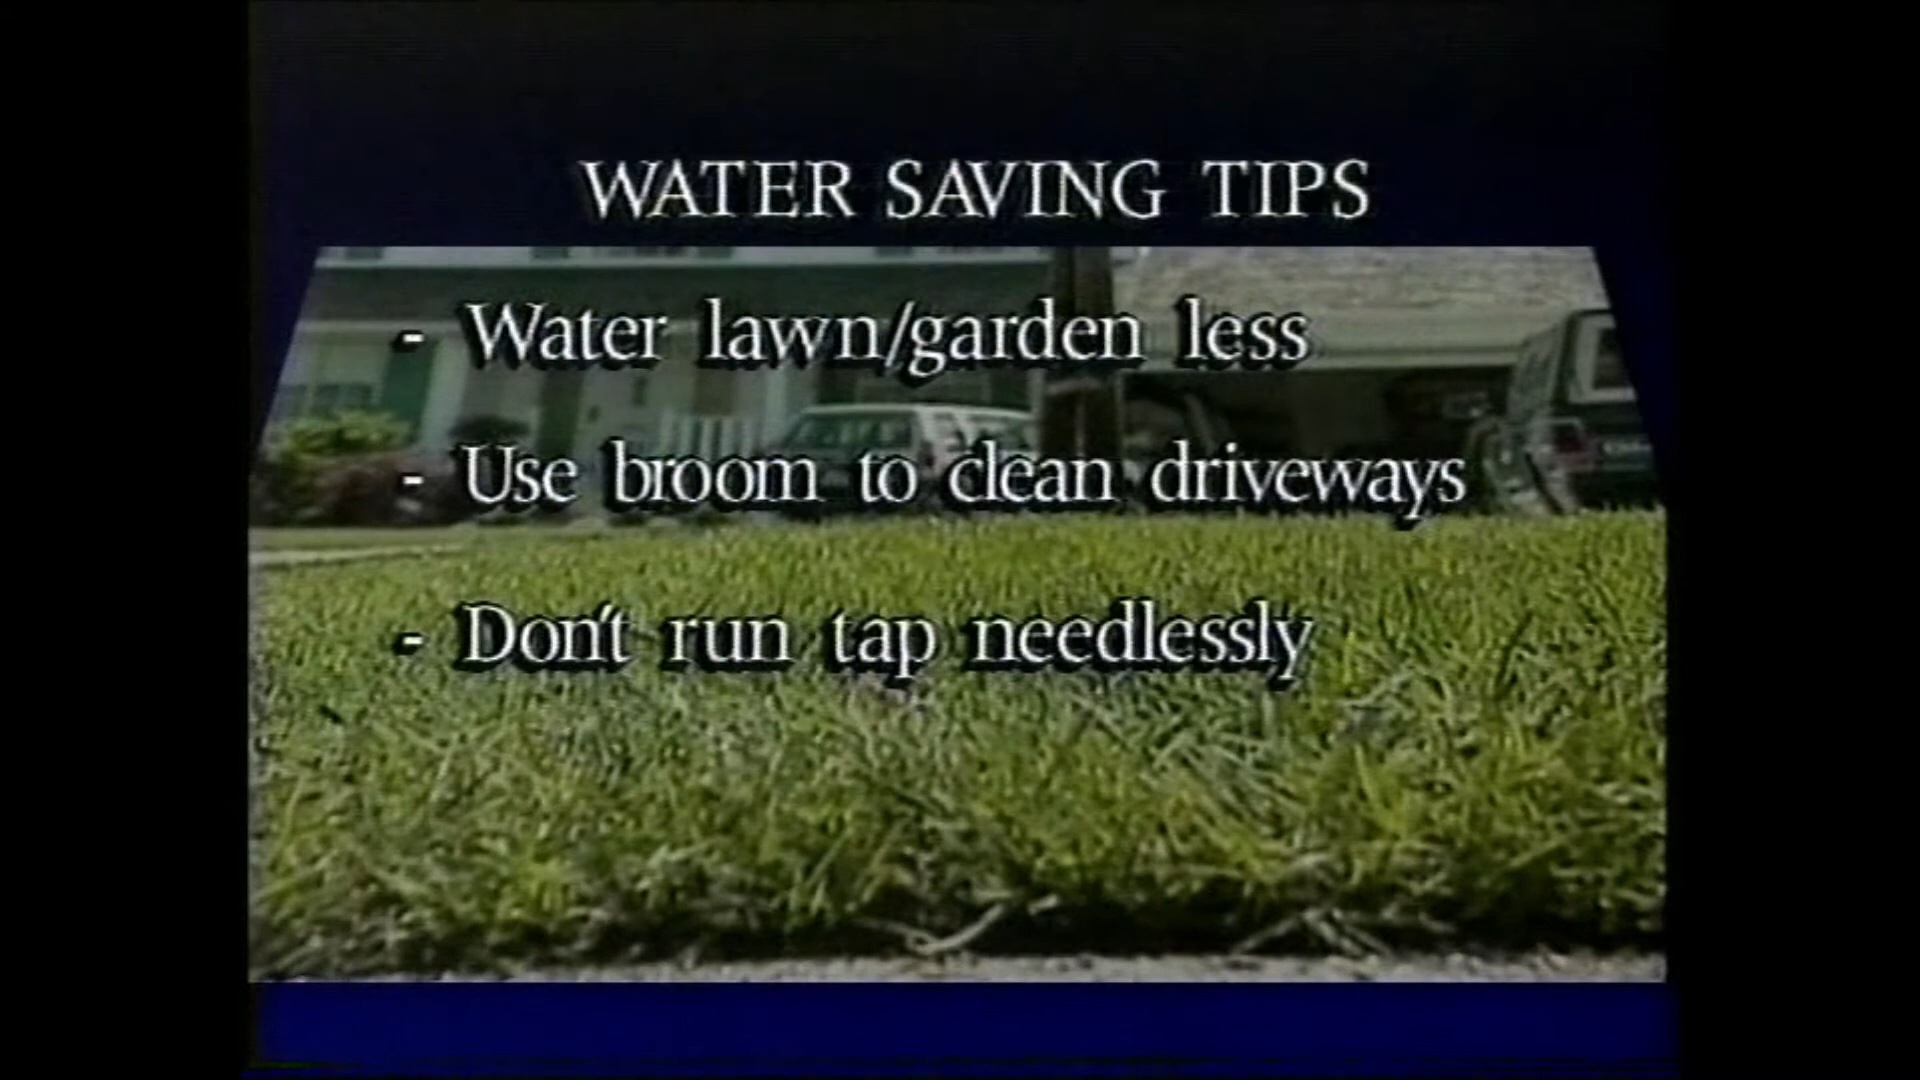 WATER SAVING TIPS
- Water lawn/garden less
- Use broom to clean driveways
- Don't run tap needlessly